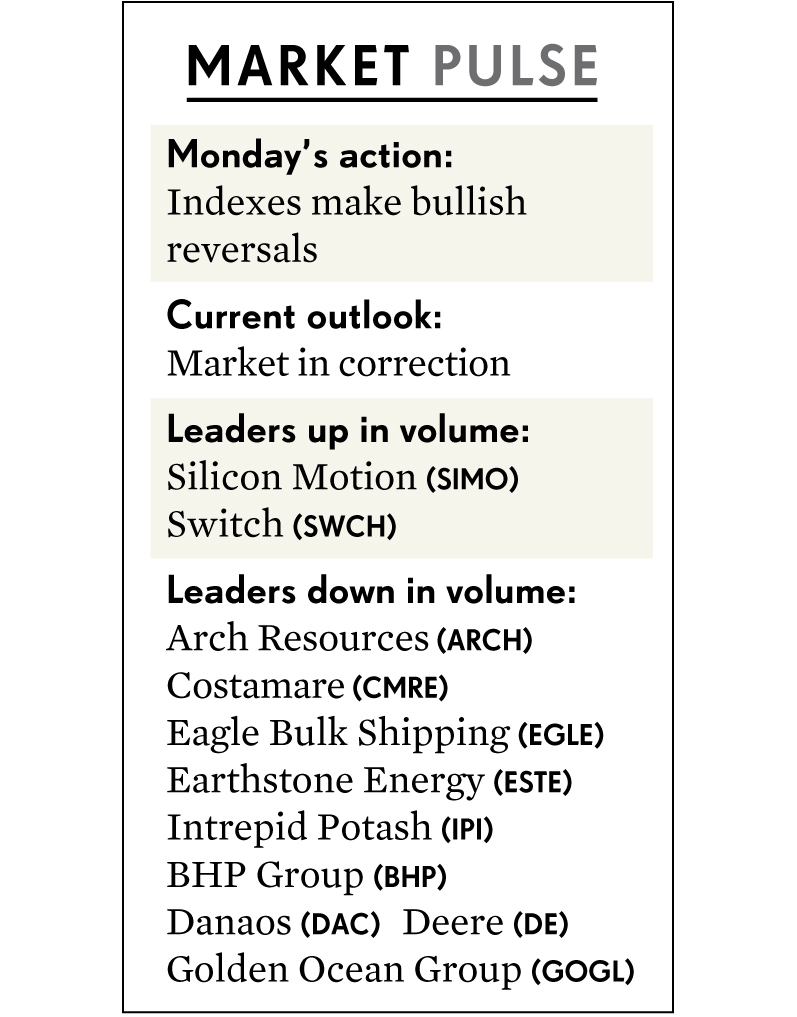 MARKET PULSE
Monday’s action:
Indexes make bullish
reversals
Current outlook:
Market in correction
Leaders up in volume:
Silicon Motion (SIMO)
Switch (SWCH)
Leaders down in volume:
Arch Resources (ARCH)
Costamare (CMRE)
Eagle Bulk Shipping (EGLE)
Earthstone Energy (ESTE)
Intrepid Potash (IPI)
BHP Group (BHP)
Danaos (DAC) Deere (DE)
Golden Ocean Group (GOGL)